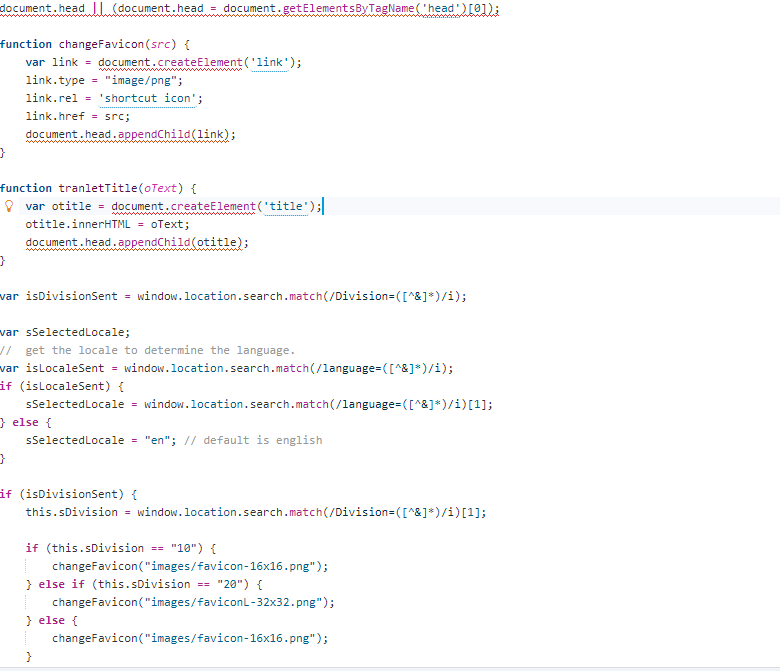 document.head || (document.head = document.getElementsByTagName('head')[0]);
function changeFavicon(src) {
var link = document.createElement('link');
link.type = "image/png";
link.rel = 'shortcut icon';
link.href = src;
document.head.appendChild(link);
}
function tranletTitle(oText) {
var otitle = document.createElement('title');
otitle.innerHTML = oText;
document.head.appendChild(otitle);
}
var isDivisionSent = window.location.search.match(/Division=([^&]*)/i);
var sSelectedLocale;
//  get the locale to determine the language.
var isLocaleSent = window.location.search.match(/language=([^&]*)/i);
if (isLocaleSent) {
sSelectedLocale = window.location.search.match(/language=([^&]*)/i)[1];
} else {
sSelectedLocale = "en"; // default is english
}
if (isDivisionSent) {
this.sDivision = window.location.search.match(/Division=([^&]*)/i)[1];
if (this.sDivision == "10") {
changeFavicon("images/favicon-16x16.png");
} else if (this.sDivision == "20") {
changeFavicon("images/faviconL-32x32.png");
} else {
changeFavicon("images/favicon-16x16.png");
}